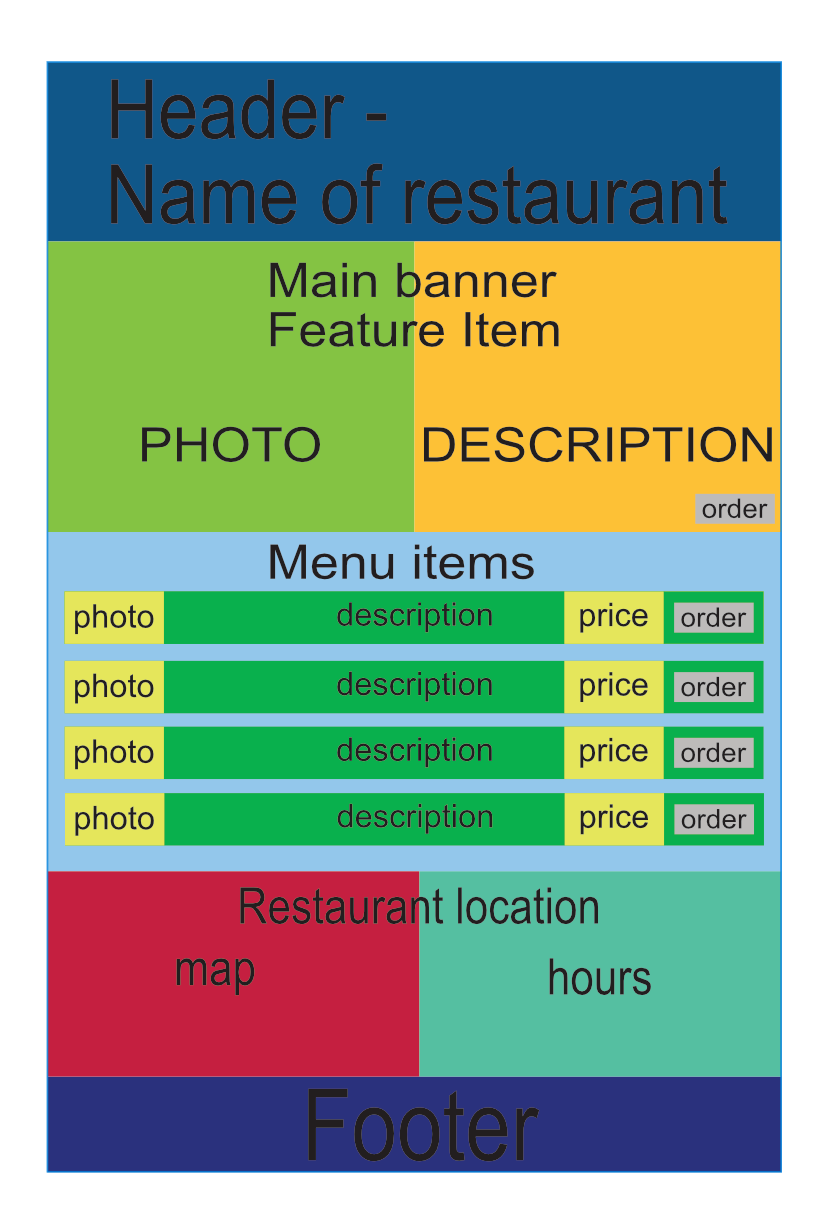 Header -
Name of restaurant
Main banner
Feature Item
PHOTO
DESCRIPTION
order
Menu items
photo description price order
photo description price order
photo description price order
photo description price order
Restaurant location
map
hours
Footer